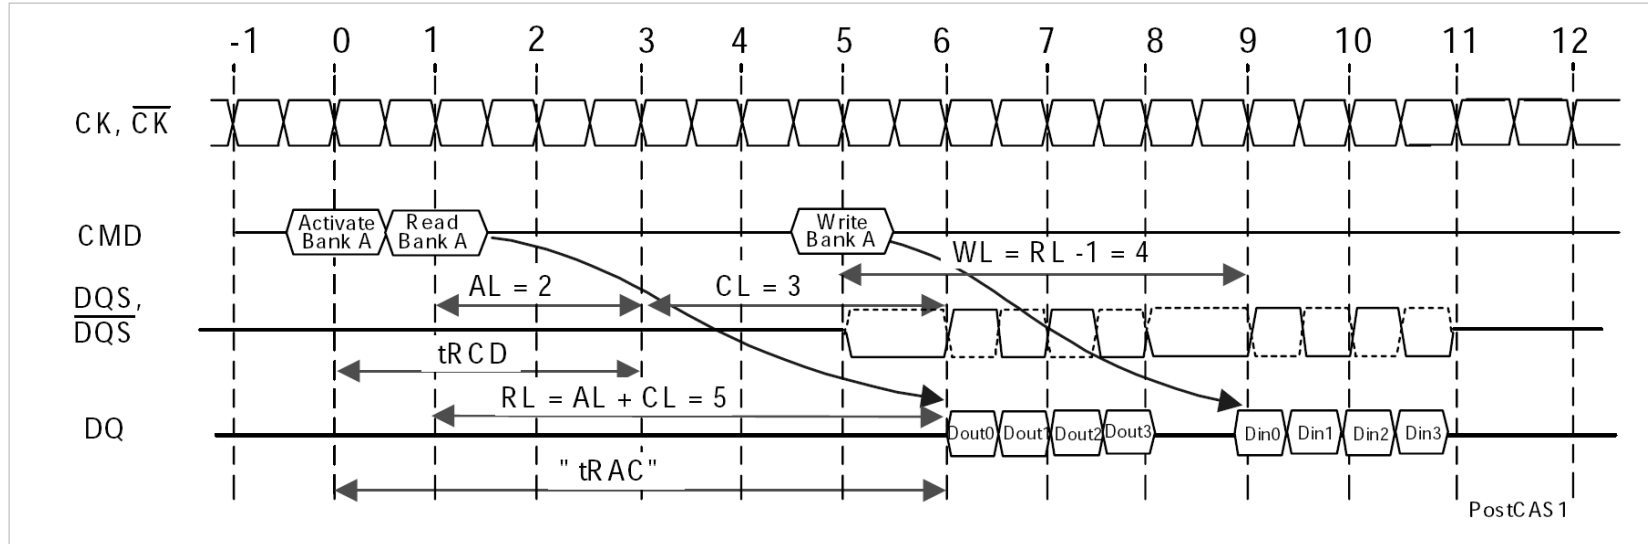 -1 0 1 2 3 4 5 6 7 8 9 10 11 12
CK, CK
Activate
Bank A
Read
Bank A
Write
Bank A
CMD
WL = RL -1 = 4
AL = 2
CL = 3
DQS,
DQS
tRCD
RL = AL + CL = 5
DQ
Dout0 Dout1 Dout2 Dout3 Din0 Din1 Din2 Din3
"tRAC"
PostCAS1